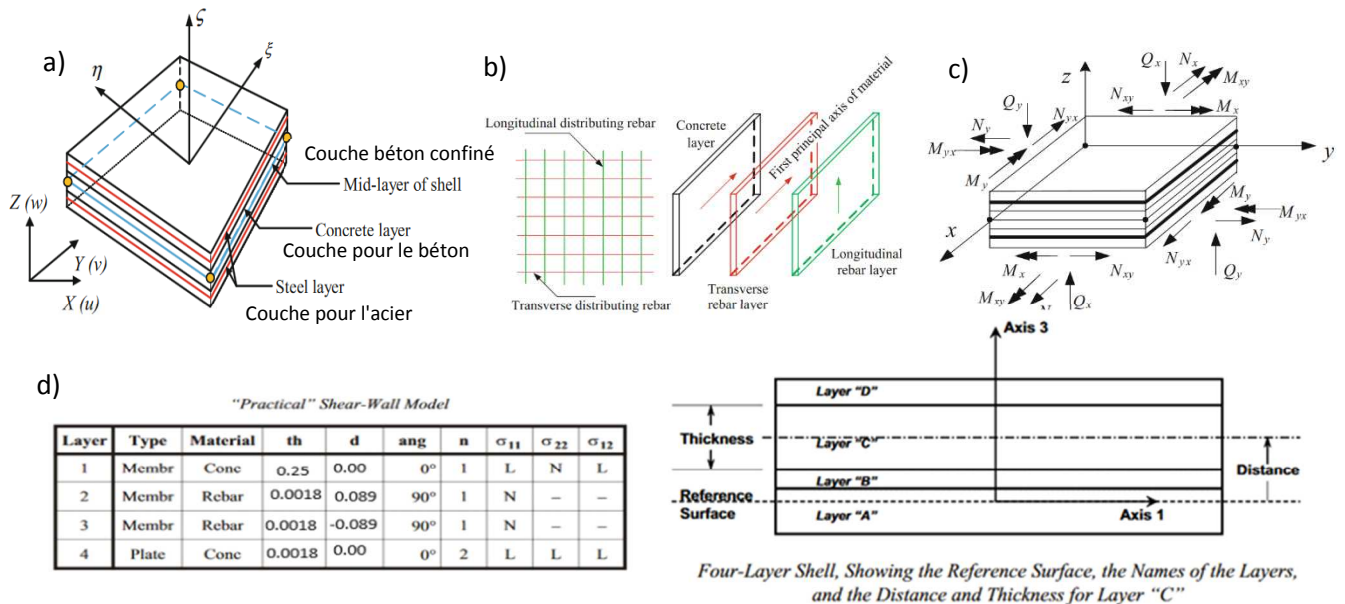 a)
ζ
ξ
η
Couche béton confiné
Mid-layer of shell
Concrete layer
Couche pour le béton
Steel layer
Couche pour l'acier
Z (w)
Y (v)
X (u)
b)
Longitudinal distributing rebar
Transverse distributing rebar
Concrete
layer
First principal axis of material
Transverse
rebar layer
Longitudinal
rebar layer
c)
z
y
x
Q_x
N_x
M_xy
N_xy
M_x
Q_y
N_yx
N_y
M_yx
M_y
M_y
M_yx
N_y
N_yx
Q_y
M_x
N_xy
M_xy
Q_x
d)
"Practical" Shear-Wall Model
Layer Type Material th d ang n σ11 σ22 σ12
1 Membr Conc 0.25 0.00 0° 1 L N L
2 Membr Rebar 0.0018 0.089 90° 1 N – –
3 Membr Rebar 0.0018 -0.089 90° 1 N – –
4 Plate Conc 0.0018 0.00 0° 2 L L L
Axis 3
Layer "D"
Thickness
Layer "C"
Distance
Layer "B"
Reference
Surface
Axis 1
Layer "A"
Four-Layer Shell, Showing the Reference Surface, the Names of the Layers,
and the Distance and Thickness for Layer "C"